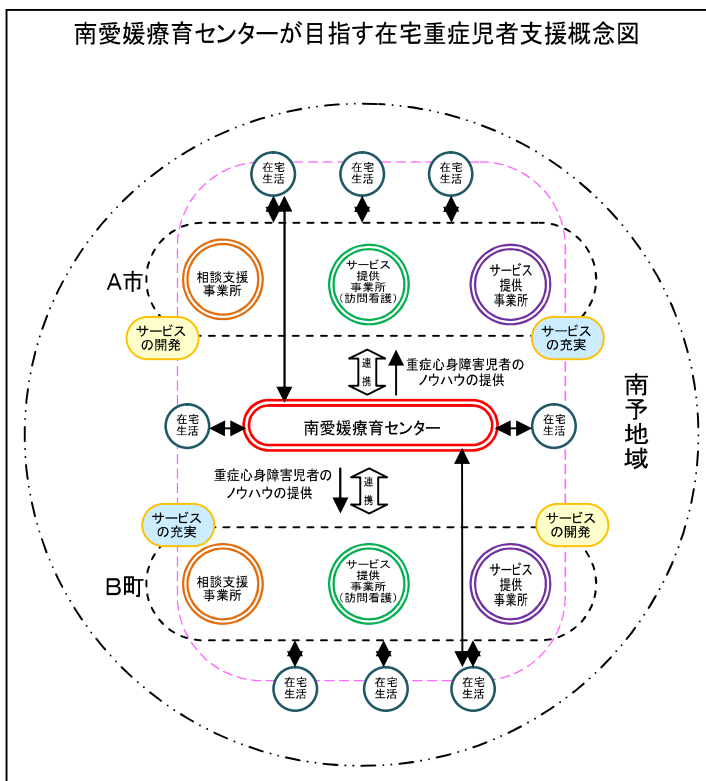 南愛媛療育センターが目指す在宅重症児者支援概念図
在宅
生活
在宅
生活
在宅
生活
A市
相談支援
事業所
サービス
提供
事業所
(訪問看護)
サービス
提供
事業所
サービス
の開発
サービス
の充実
連
携
重症心身障害児者の
ノウハウの提供
南予地域
在宅
生活
南愛媛療育センター
在宅
生活
重症心身障害児者の
ノウハウの提供
連
携
サービス
の充実
サービス
の開発
B町
相談支援
事業所
サービス
提供
事業所
(訪問看護)
サービス
提供
事業所
在宅
生活
在宅
生活
在宅
生活